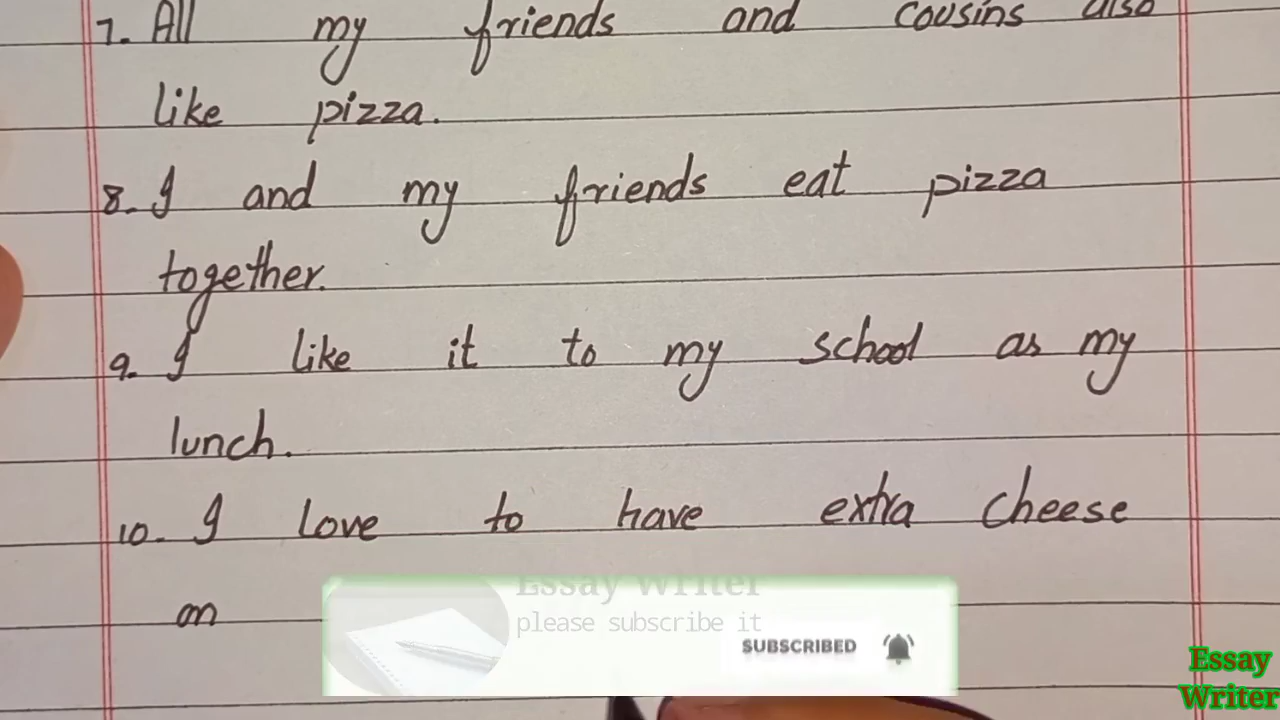 7. All my friends and cousins also
like pizza.
8. I and my friends eat pizza
together.
9. I like it to my school as my
lunch.
10. I love to have extra cheese
on
Essay Writer
please subscribe it
SUBSCRIBED
Essay
Writer